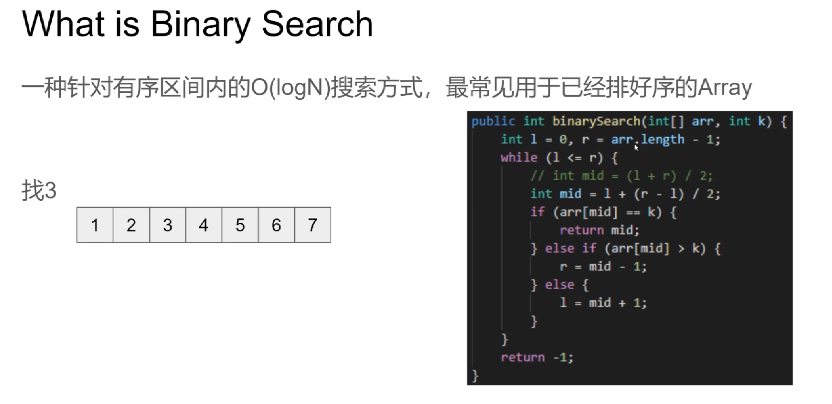 What is Binary Search
一种针对有序区间内的O(logN)搜索方式，最常见用于已经排好序的Array
找3
1 2 3 4 5 6 7
public int binarySearch(int[] arr, int k) {
    int l = 0, r = arr.length - 1;
    while (l <= r) {
        // int mid = (l + r) / 2;
        int mid = l + (r - l) / 2;
        if (arr[mid] == k) {
            return mid;
        } else if (arr[mid] > k) {
            r = mid - 1;
        } else {
            l = mid + 1;
        }
    }
    return -1;
}